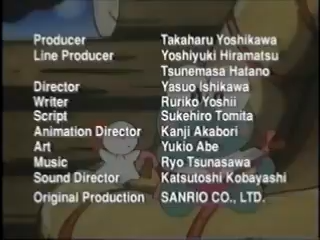 Producer Takaharu Yoshikawa
Line Producer Yoshiyuki Hiramatsu
Tsunemasa Hatano
Director Yasuo Ishikawa
Writer Ruriko Yoshii
Script Sukehiro Tomita
Animation Director Kanji Akabori
Art Yukio Abe
Music Ryo Tsunasawa
Sound Director Katsutoshi Kobayashi
Original Production SANRIO CO., LTD.